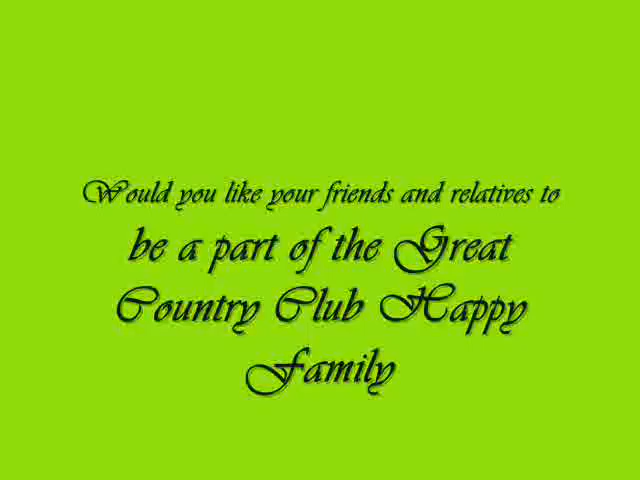 Would you like your friends and relatives to
be a part of the Great
Country Club Happy
Family